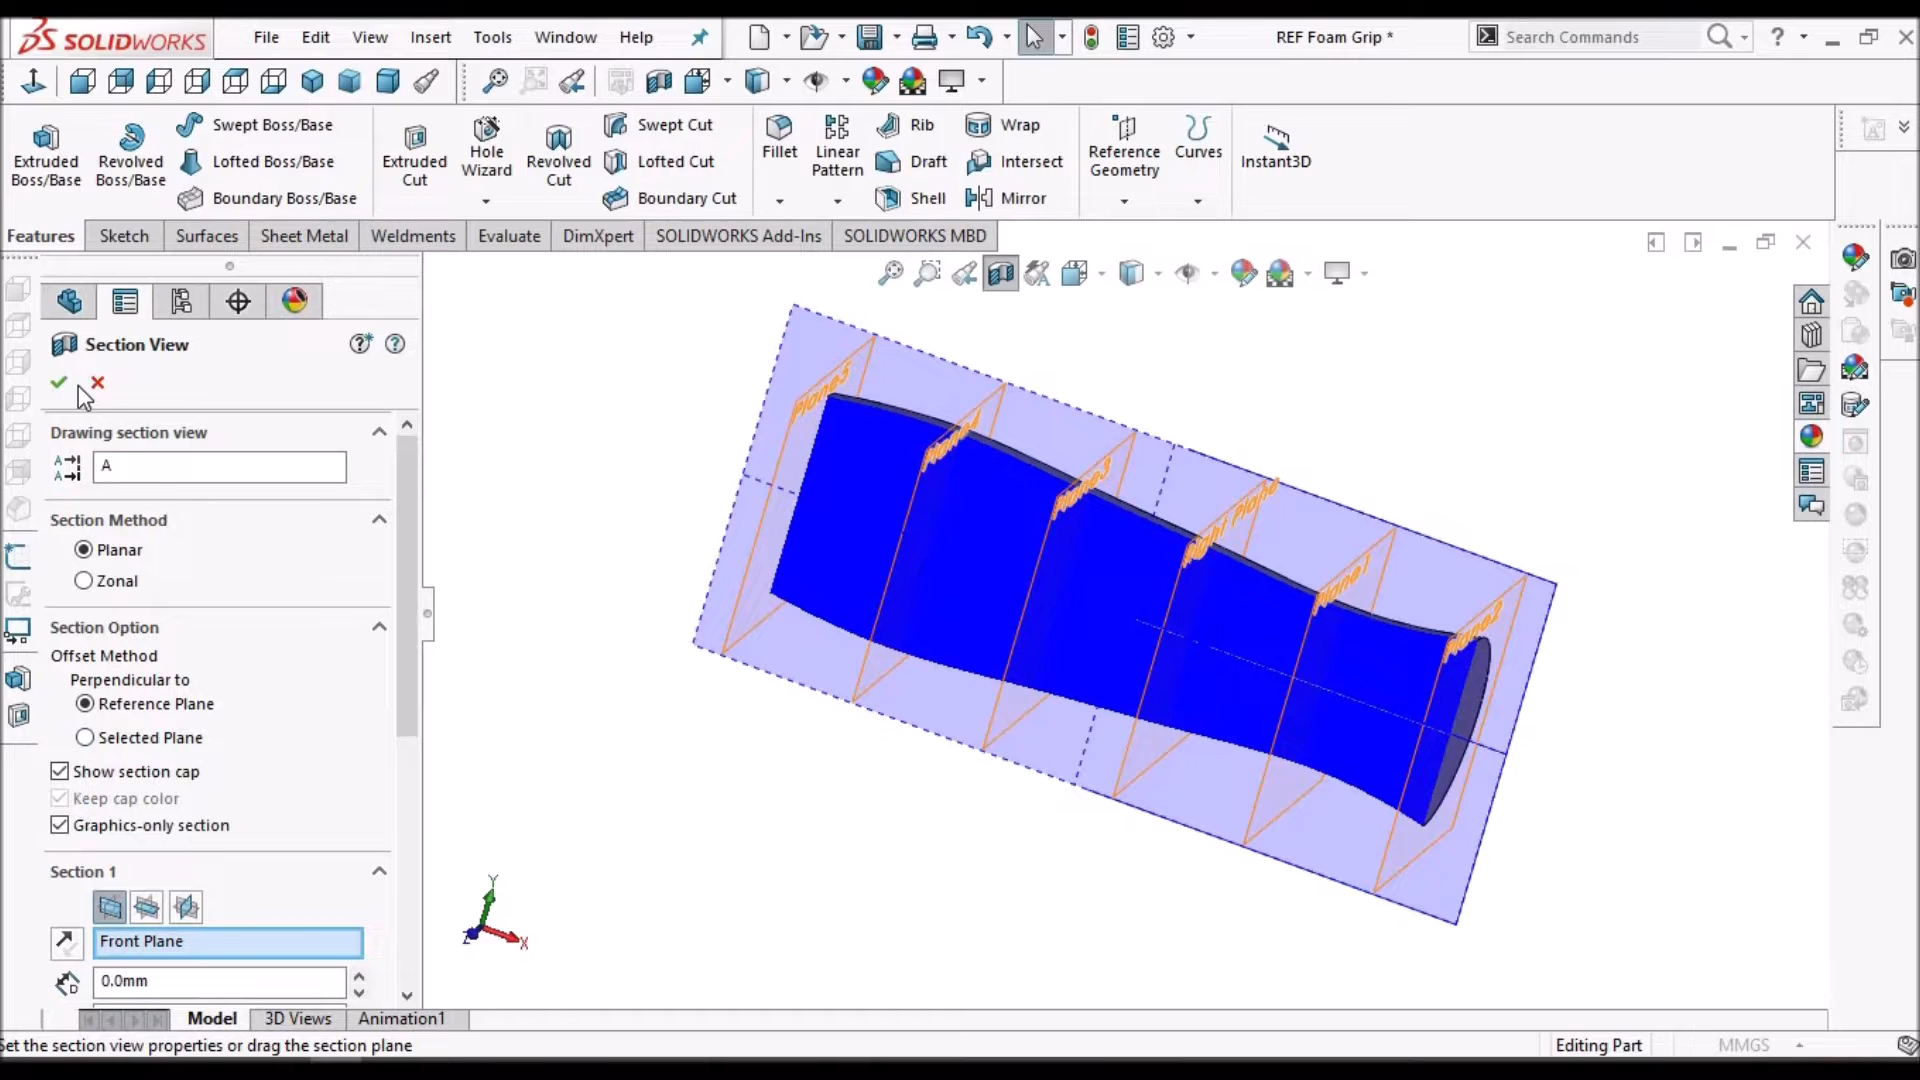 SOLIDWORKS File Edit View Insert Tools Window Help REF Foam Grip * Search Commands ?
Extruded Boss/Base
Revolved Boss/Base
Swept Boss/Base
Lofted Boss/Base
Boundary Boss/Base
Extruded Cut
Hole Wizard
Revolved Cut
Swept Cut
Lofted Cut
Boundary Cut
Fillet
Linear Pattern
Rib
Draft
Shell
Wrap
Intersect
Mirror
Reference Geometry
Curves
Instant3D
Features Sketch Surfaces Sheet Metal Weldments Evaluate DimXpert SOLIDWORKS Add-Ins SOLIDWORKS MBD
Section View
Drawing section view
A
Section Method
Planar
Zonal
Section Option
Offset Method
Perpendicular to
Reference Plane
Selected Plane
Show section cap
Keep cap color
Graphics-only section
Section 1
Front Plane
0.0mm
Plane5
Plane4
Plane3
Right Plane
Plane1
Plane2
Y
Z
X
Model 3D Views Animation1
Set the section view properties or drag the section plane
Editing Part MMGS